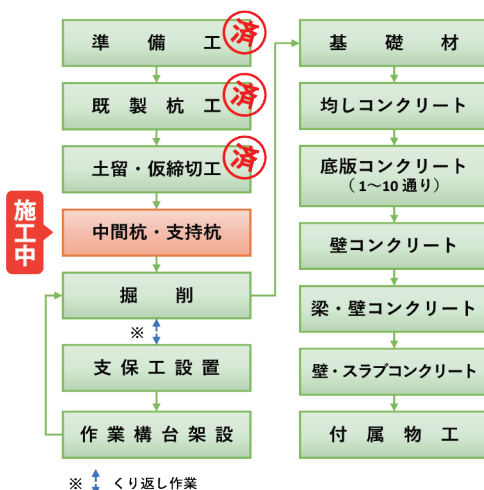 準備工
済
既製杭工
済
土留・仮締切工
済
施工中
中間杭・支持杭
掘削
※
支保工設置
作業構台架設
※ くり返し作業
基礎材
均しコンクリート
底版コンクリート
（1～10 通り）
壁コンクリート
梁・壁コンクリート
壁・スラブコンクリート
付属物工